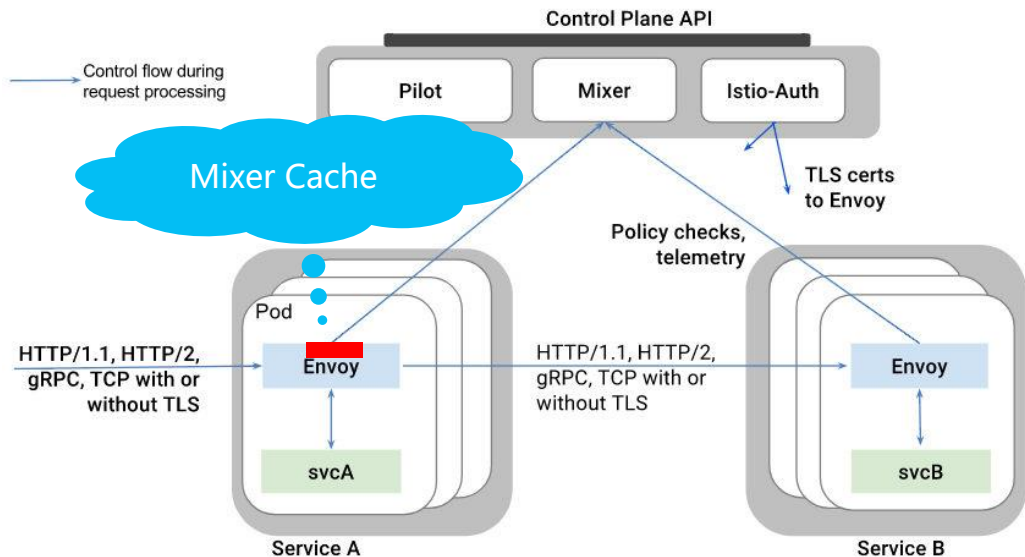 Control Plane API
Control flow during
request processing
Pilot
Mixer
Istio-Auth
Mixer Cache
TLS certs
to Envoy
Policy checks,
telemetry
Pod
HTTP/1.1, HTTP/2,
gRPC, TCP with or
without TLS
Envoy
HTTP/1.1, HTTP/2,
gRPC, TCP with or
without TLS
Envoy
svcA
svcB
Service A
Service B